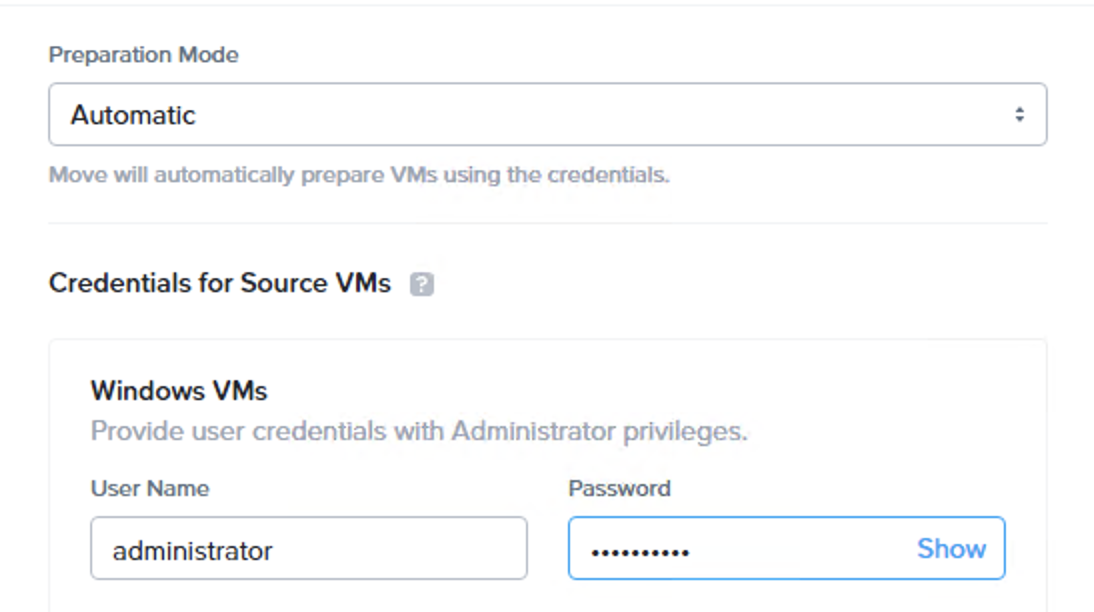 Preparation Mode
Automatic
Move will automatically prepare VMs using the credentials.
Credentials for Source VMs ?
Windows VMs
Provide user credentials with Administrator privileges.
User Name Password
administrator •••••••••• Show